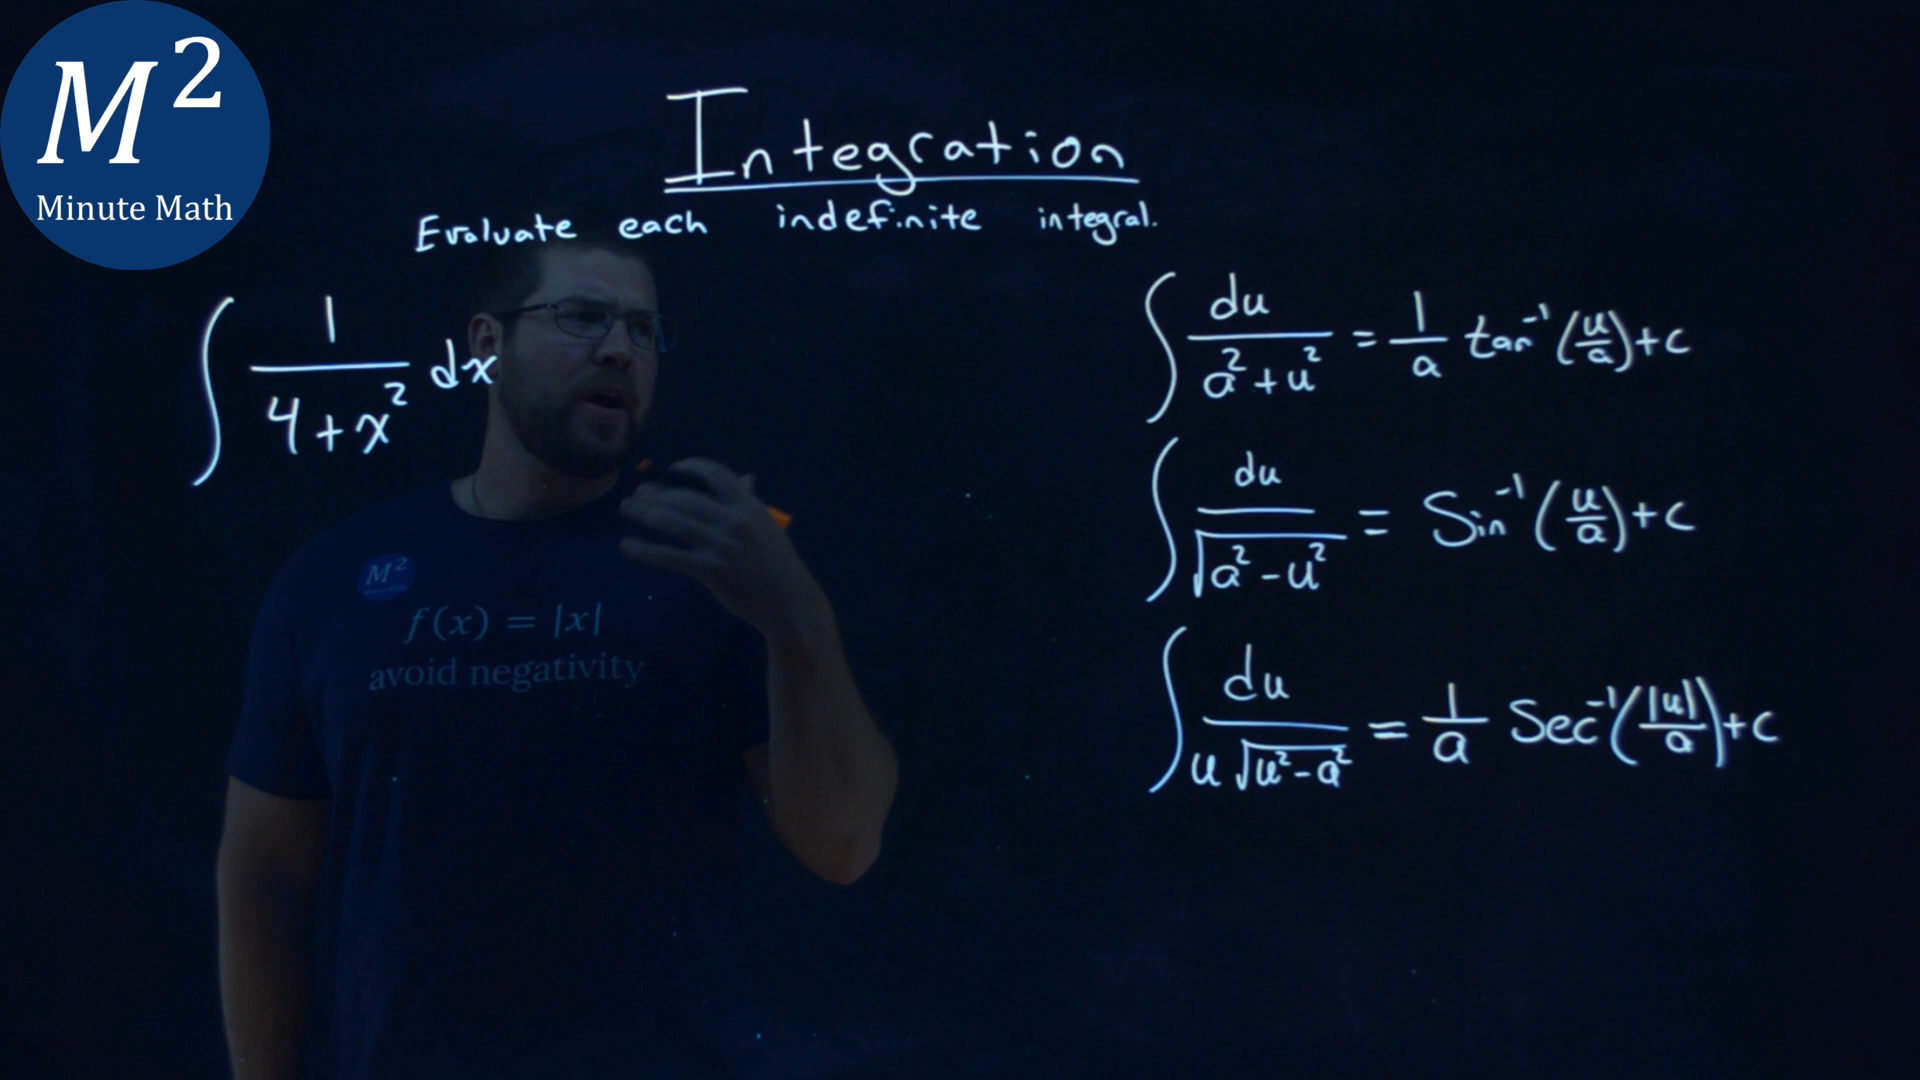 M²
Minute Math
Integration
Evaluate each indefinite integral.
∫ 1/(4+x²) dx
∫ du/(a²+u²) = 1/a tan⁻¹(u/a)+c
∫ du/√(a²-u²) = Sin⁻¹(u/a)+c
∫ du/(u√(u²-a²)) = 1/a Sec⁻¹(|u|/a)+c
M²
f(x) = |x|
avoid negativity